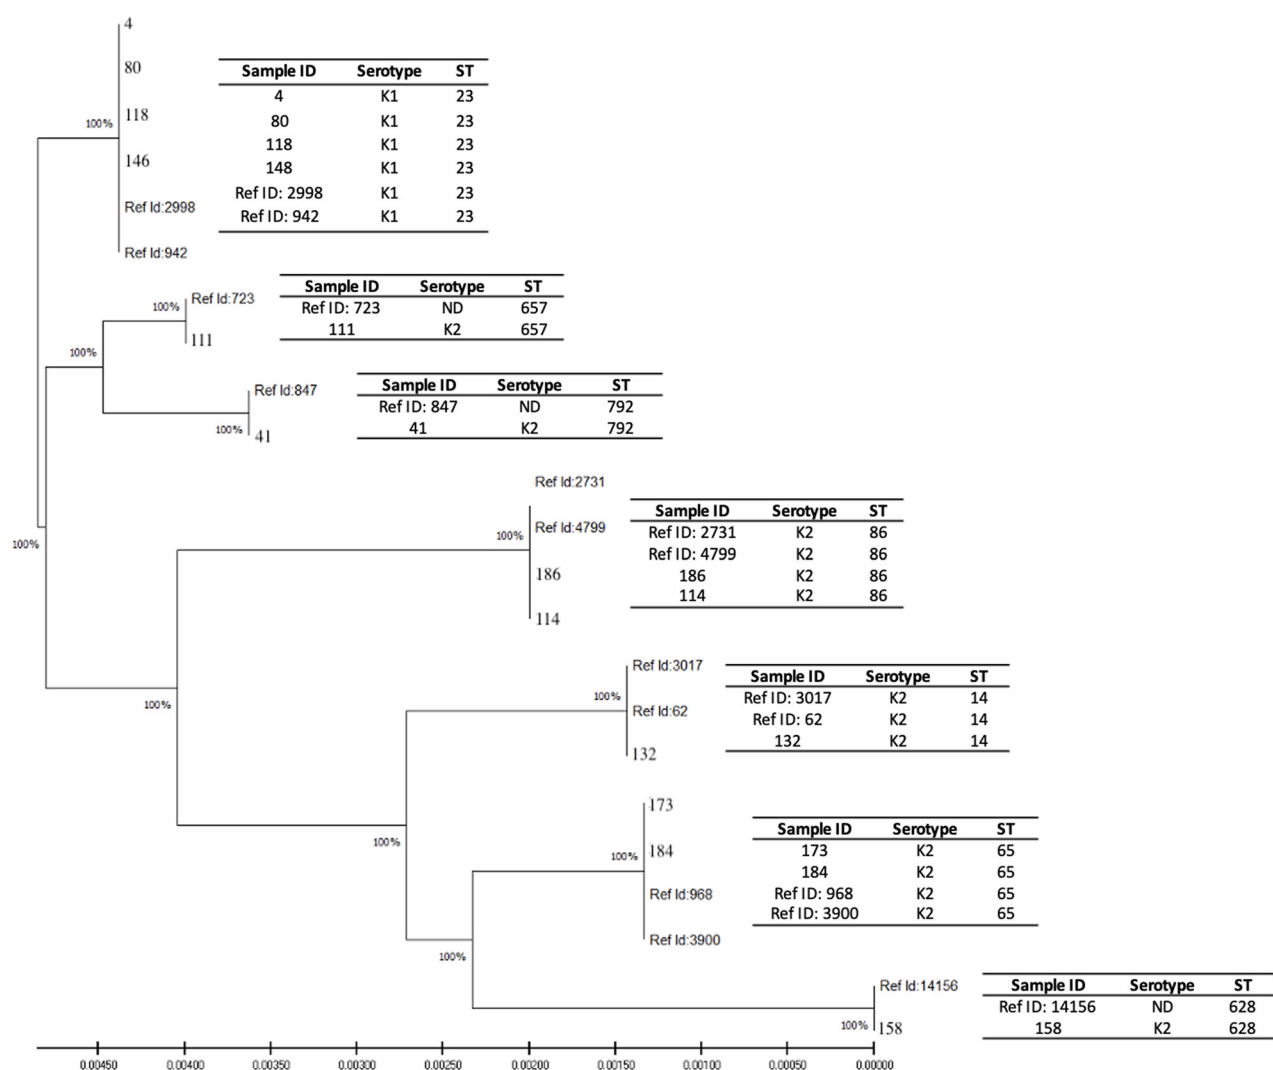 4
80
118
146
Ref Id:2998
Ref Id:942
100%
Sample ID Serotype ST
4 K1 23
80 K1 23
118 K1 23
148 K1 23
Ref ID: 2998 K1 23
Ref ID: 942 K1 23
100%
Ref Id:723
111
100%
Sample ID Serotype ST
Ref ID: 723 ND 657
111 K2 657
Ref Id:847
100%
41
Sample ID Serotype ST
Ref ID: 847 ND 792
41 K2 792
100%
Ref Id:2731
Ref Id:4799
100%
186
114
Sample ID Serotype ST
Ref ID: 2731 K2 86
Ref ID: 4799 K2 86
186 K2 86
114 K2 86
100%
Ref Id:3017
100%
Ref Id:62
132
Sample ID Serotype ST
Ref ID: 3017 K2 14
Ref ID: 62 K2 14
132 K2 14
100%
173
184
100%
Ref Id:968
Ref Id:3900
Sample ID Serotype ST
173 K2 65
184 K2 65
Ref ID: 968 K2 65
Ref ID: 3900 K2 65
100%
Ref Id:14156
100%
158
Sample ID Serotype ST
Ref ID: 14156 ND 628
158 K2 628
0.00450 0.00400 0.00350 0.00300 0.00250 0.00200 0.00150 0.00100 0.00050 0.00000